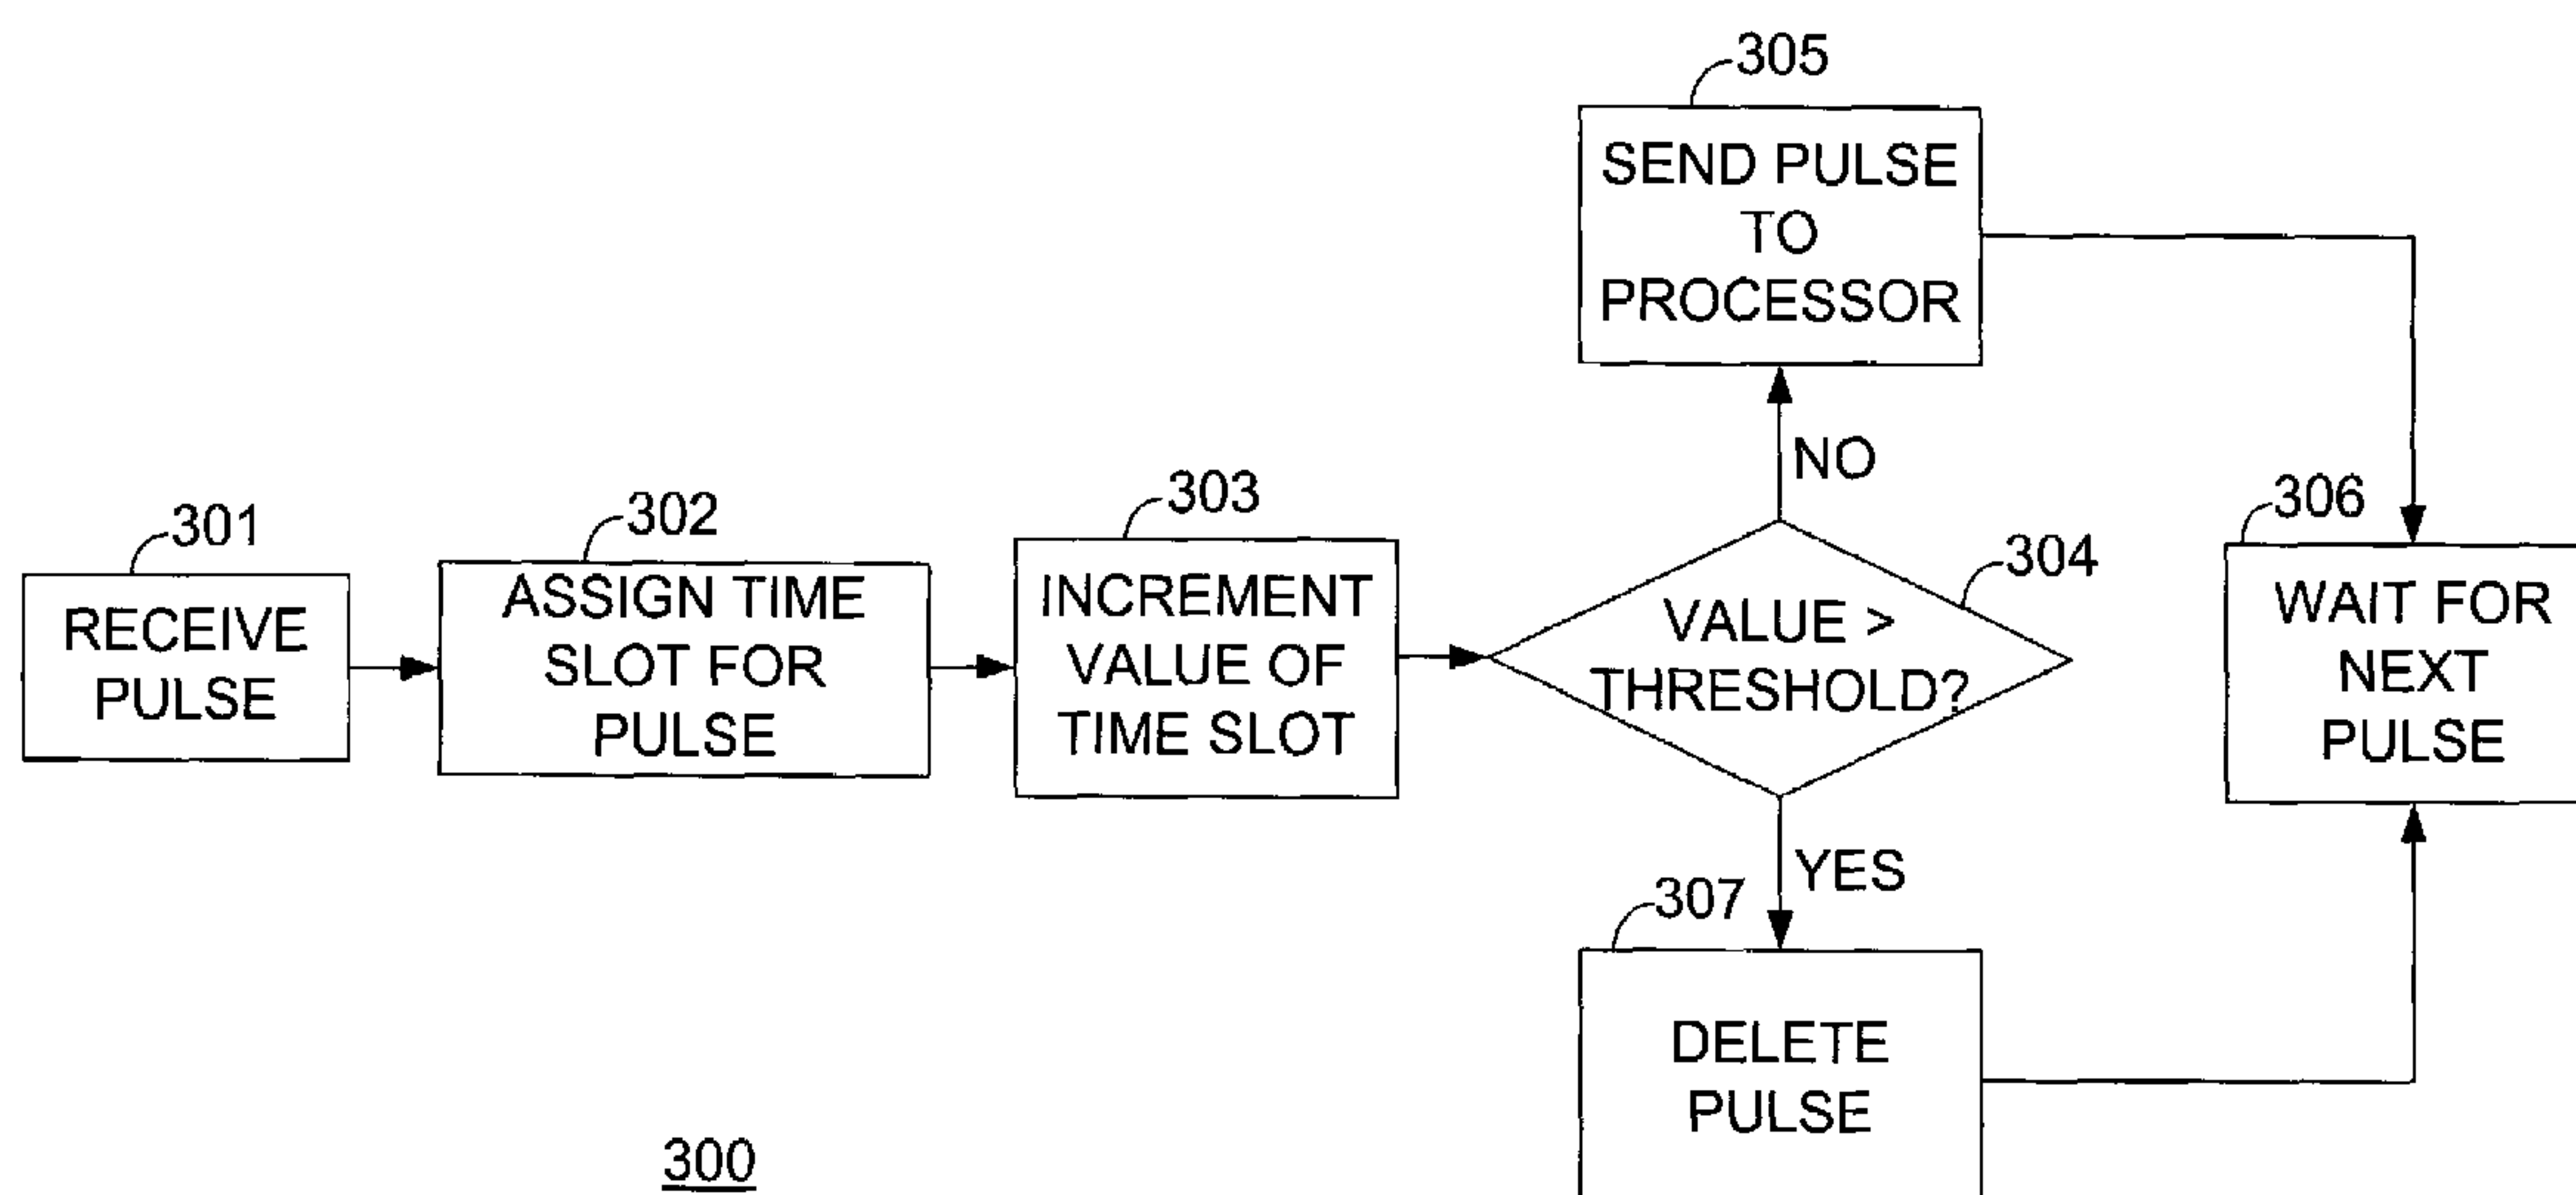 301
RECEIVE
PULSE
302
ASSIGN TIME
SLOT FOR
PULSE
303
INCREMENT
VALUE OF
TIME SLOT
304
VALUE >
THRESHOLD?
NO
305
SEND PULSE
TO
PROCESSOR
YES
307
DELETE
PULSE
306
WAIT FOR
NEXT
PULSE
300